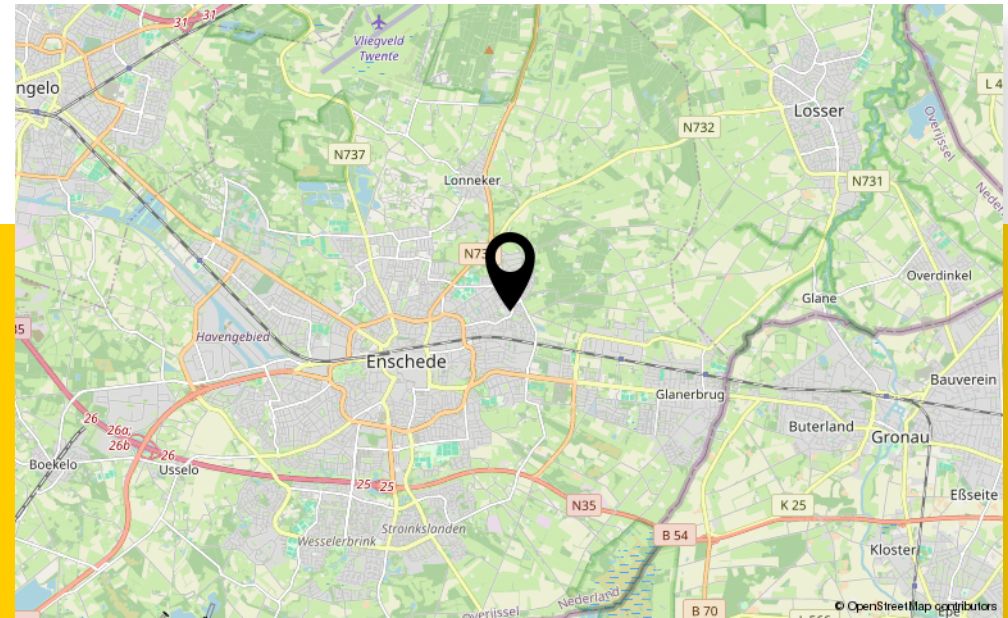 31
31
Vliegveld
Twente
ngelo
L 4
Losser
N732
Overijssel
N737
Lonneker
N731
N73
Overdinkel
Glane
35
Havengebied
Enschede
Bauverein
Glanerbrug
26
26a;
26b
26
Buterland
Gronau
Boekelo
Usselo
25
25
N35
K 25
Eßseite
Stroinkslanden
Wesselerbrink
B 54
Kloster
Nederland
Overijssel
B 70
© OpenStreetMap contributors